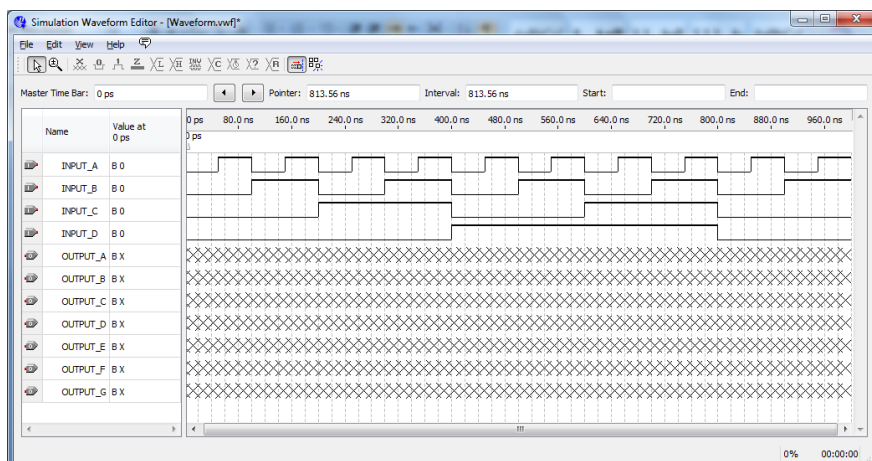 Simulation Waveform Editor - [Waveform.vwf]*
File Edit View Help
Master Time Bar: 0 ps Pointer: 813.56 ns Interval: 813.56 ns Start: End:
Name Value at 0 ps
0 ps 80.0 ns 160.0 ns 240.0 ns 320.0 ns 400.0 ns 480.0 ns 560.0 ns 640.0 ns 720.0 ns 800.0 ns 880.0 ns 960.0 ns
0 ps
INPUT_A B 0
INPUT_B B 0
INPUT_C B 0
INPUT_D B 0
OUTPUT_A B X
OUTPUT_B B X
OUTPUT_C B X
OUTPUT_D B X
OUTPUT_E B X
OUTPUT_F B X
OUTPUT_G B X
0% 00:00:00